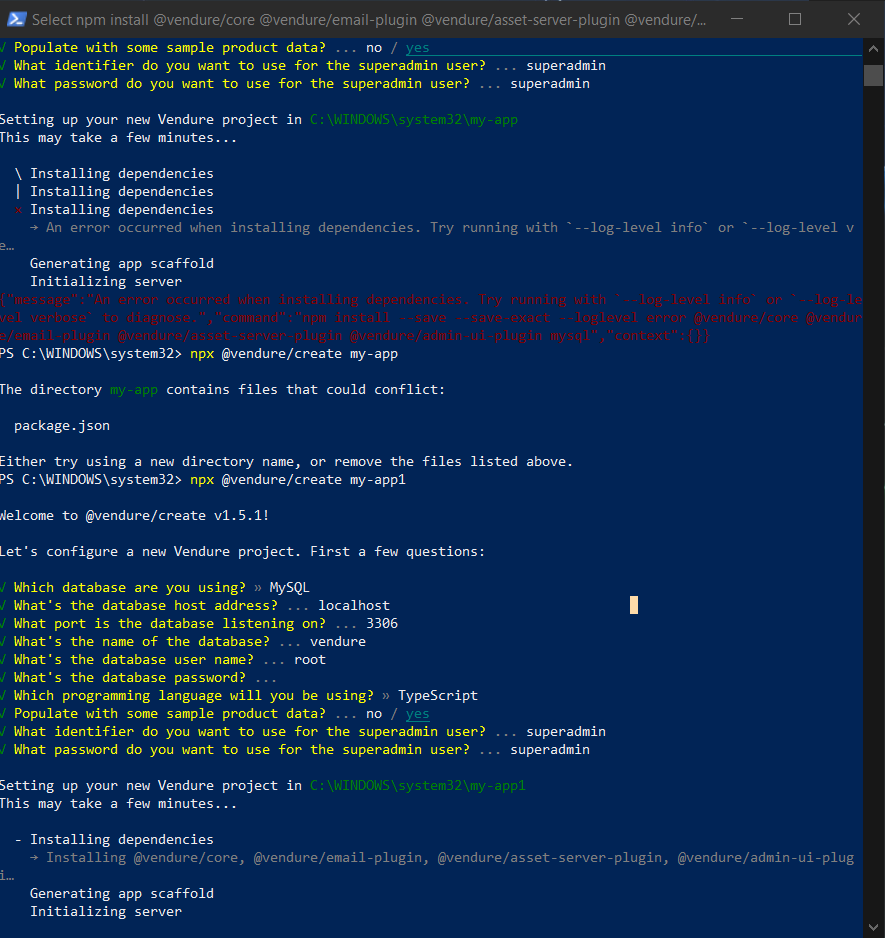 Select npm install @vendure/core @vendure/email-plugin @vendure/asset-server-plugin @vendure/...
√ Populate with some sample product data? ... no / yes
√ What identifier do you want to use for the superadmin user? ... superadmin
√ What password do you want to use for the superadmin user? ... superadmin
Setting up your new Vendure project in C:\WINDOWS\system32\my-app
This may take a few minutes...
\ Installing dependencies
| Installing dependencies
× Installing dependencies
→ An error occurred when installing dependencies. Try running with `--log-level info` or `--log-level v
e…
Generating app scaffold
Initializing server
{"message":"An error occurred when installing dependencies. Try running with `--log-level info` or `--log-le
vel verbose` to diagnose.","command":"npm install --save --save-exact --loglevel error @vendure/core @vendur
e/email-plugin @vendure/asset-server-plugin @vendure/admin-ui-plugin mysql","context":{}}
PS C:\WINDOWS\system32> npx @vendure/create my-app
The directory my-app contains files that could conflict:
package.json
Either try using a new directory name, or remove the files listed above.
PS C:\WINDOWS\system32> npx @vendure/create my-app1
Welcome to @vendure/create v1.5.1!
Let's configure a new Vendure project. First a few questions:
√ Which database are you using? » MySQL
√ What's the database host address? ... localhost
√ What port is the database listening on? ... 3306
√ What's the name of the database? ... vendure
√ What's the database user name? ... root
√ What's the database password? ...
√ Which programming language will you be using? » TypeScript
√ Populate with some sample product data? ... no / yes
√ What identifier do you want to use for the superadmin user? ... superadmin
√ What password do you want to use for the superadmin user? ... superadmin
Setting up your new Vendure project in C:\WINDOWS\system32\my-app1
This may take a few minutes...
- Installing dependencies
→ Installing @vendure/core, @vendure/email-plugin, @vendure/asset-server-plugin, @vendure/admin-ui-plug
i…
Generating app scaffold
Initializing server